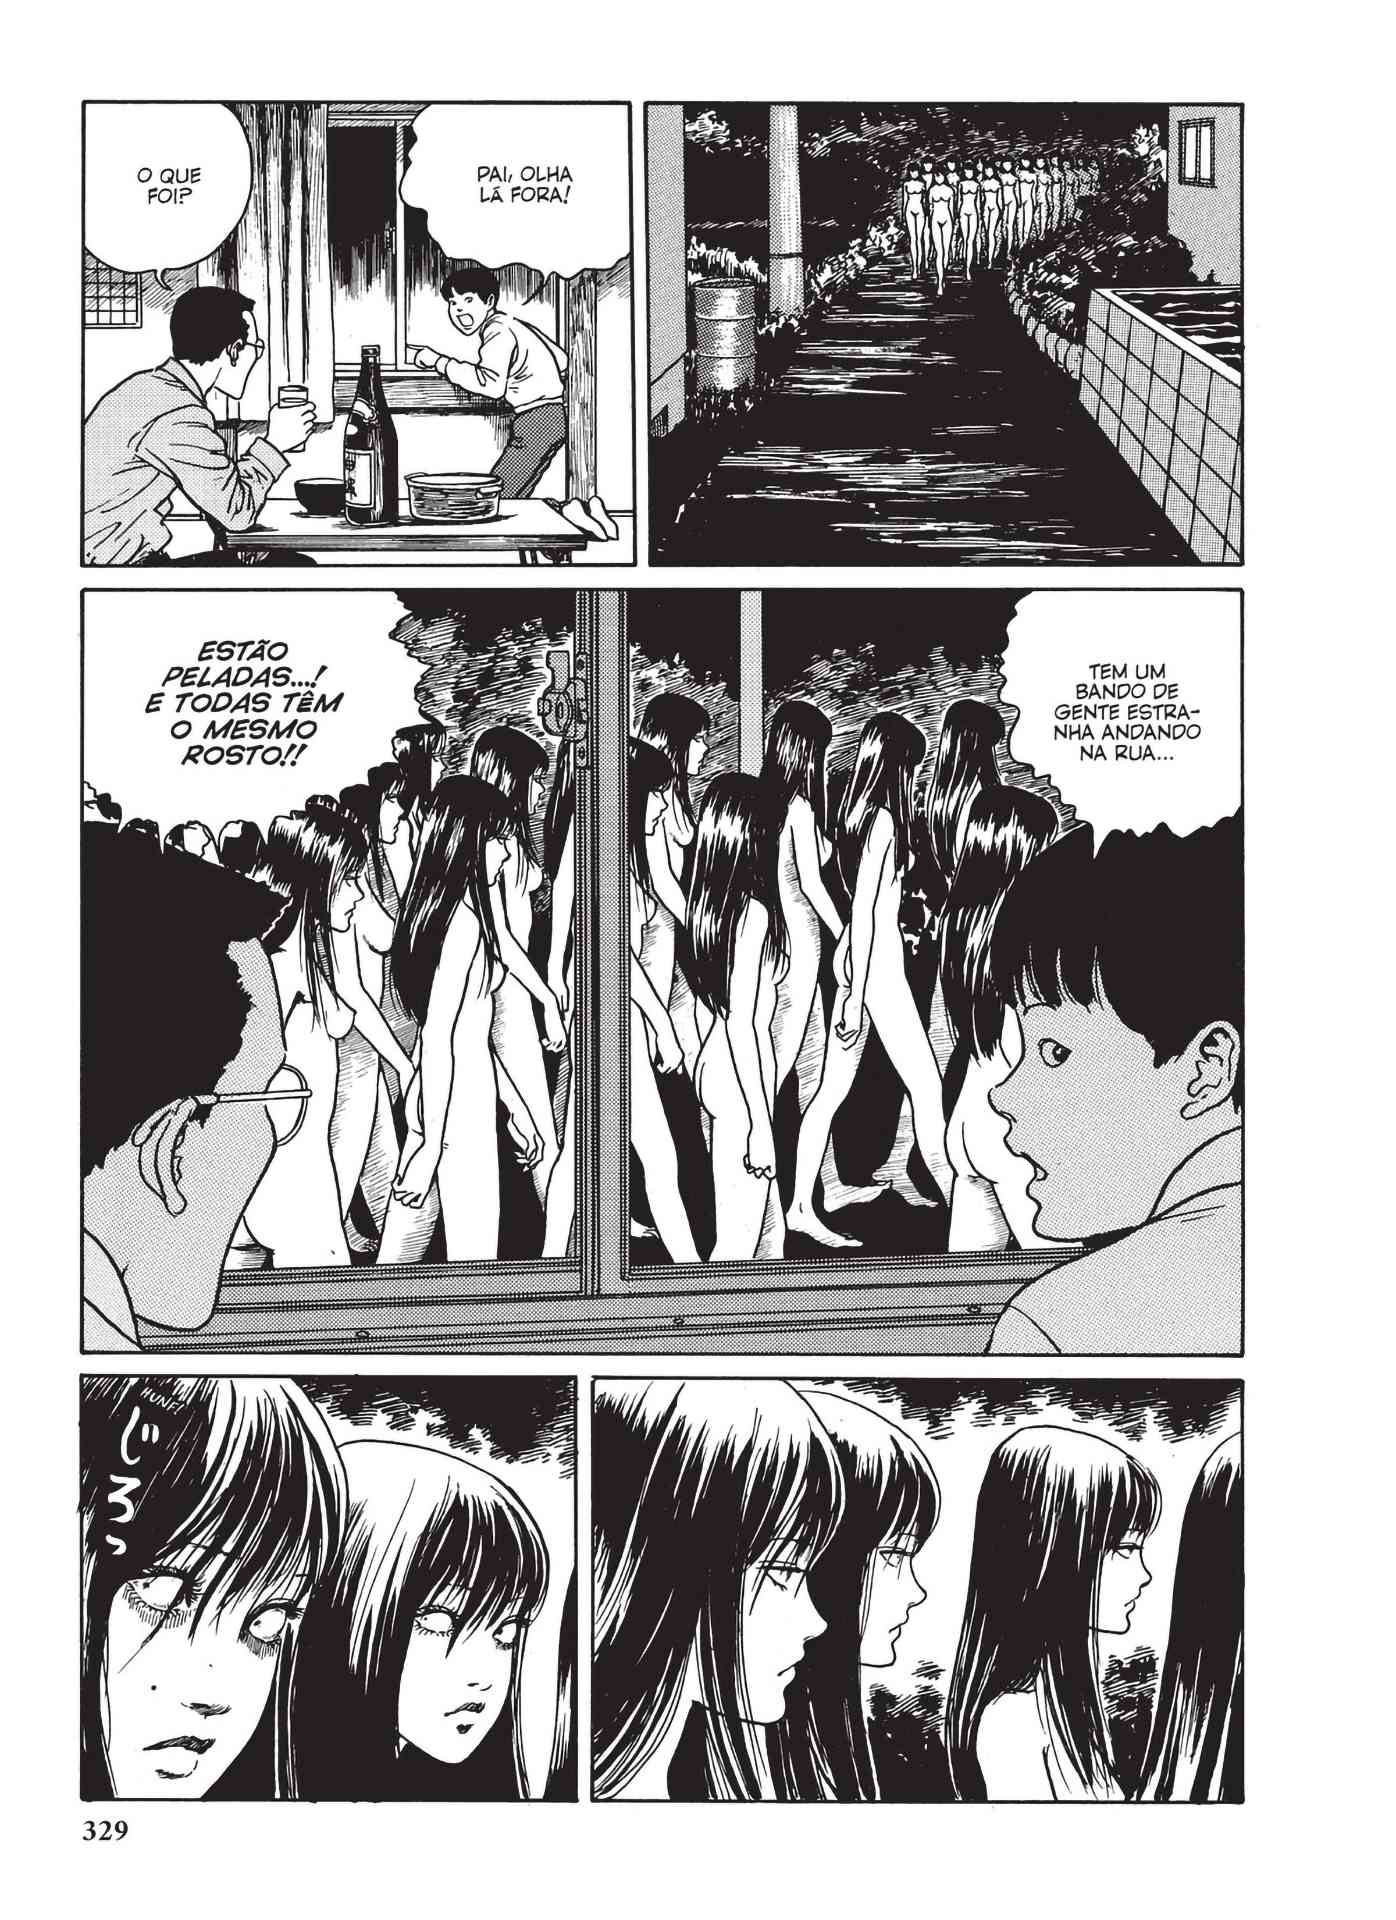 PAI, OLHA
LÁ FORA!
O QUE
FOI?
TEM UM
BANDO DE
GENTE ESTRA-
NHA ANDANDO
NA RUA...
ESTÃO
PELADAS...!
E TODAS TÊM
O MESMO
ROSTO!!
HUNF
じろっ
329